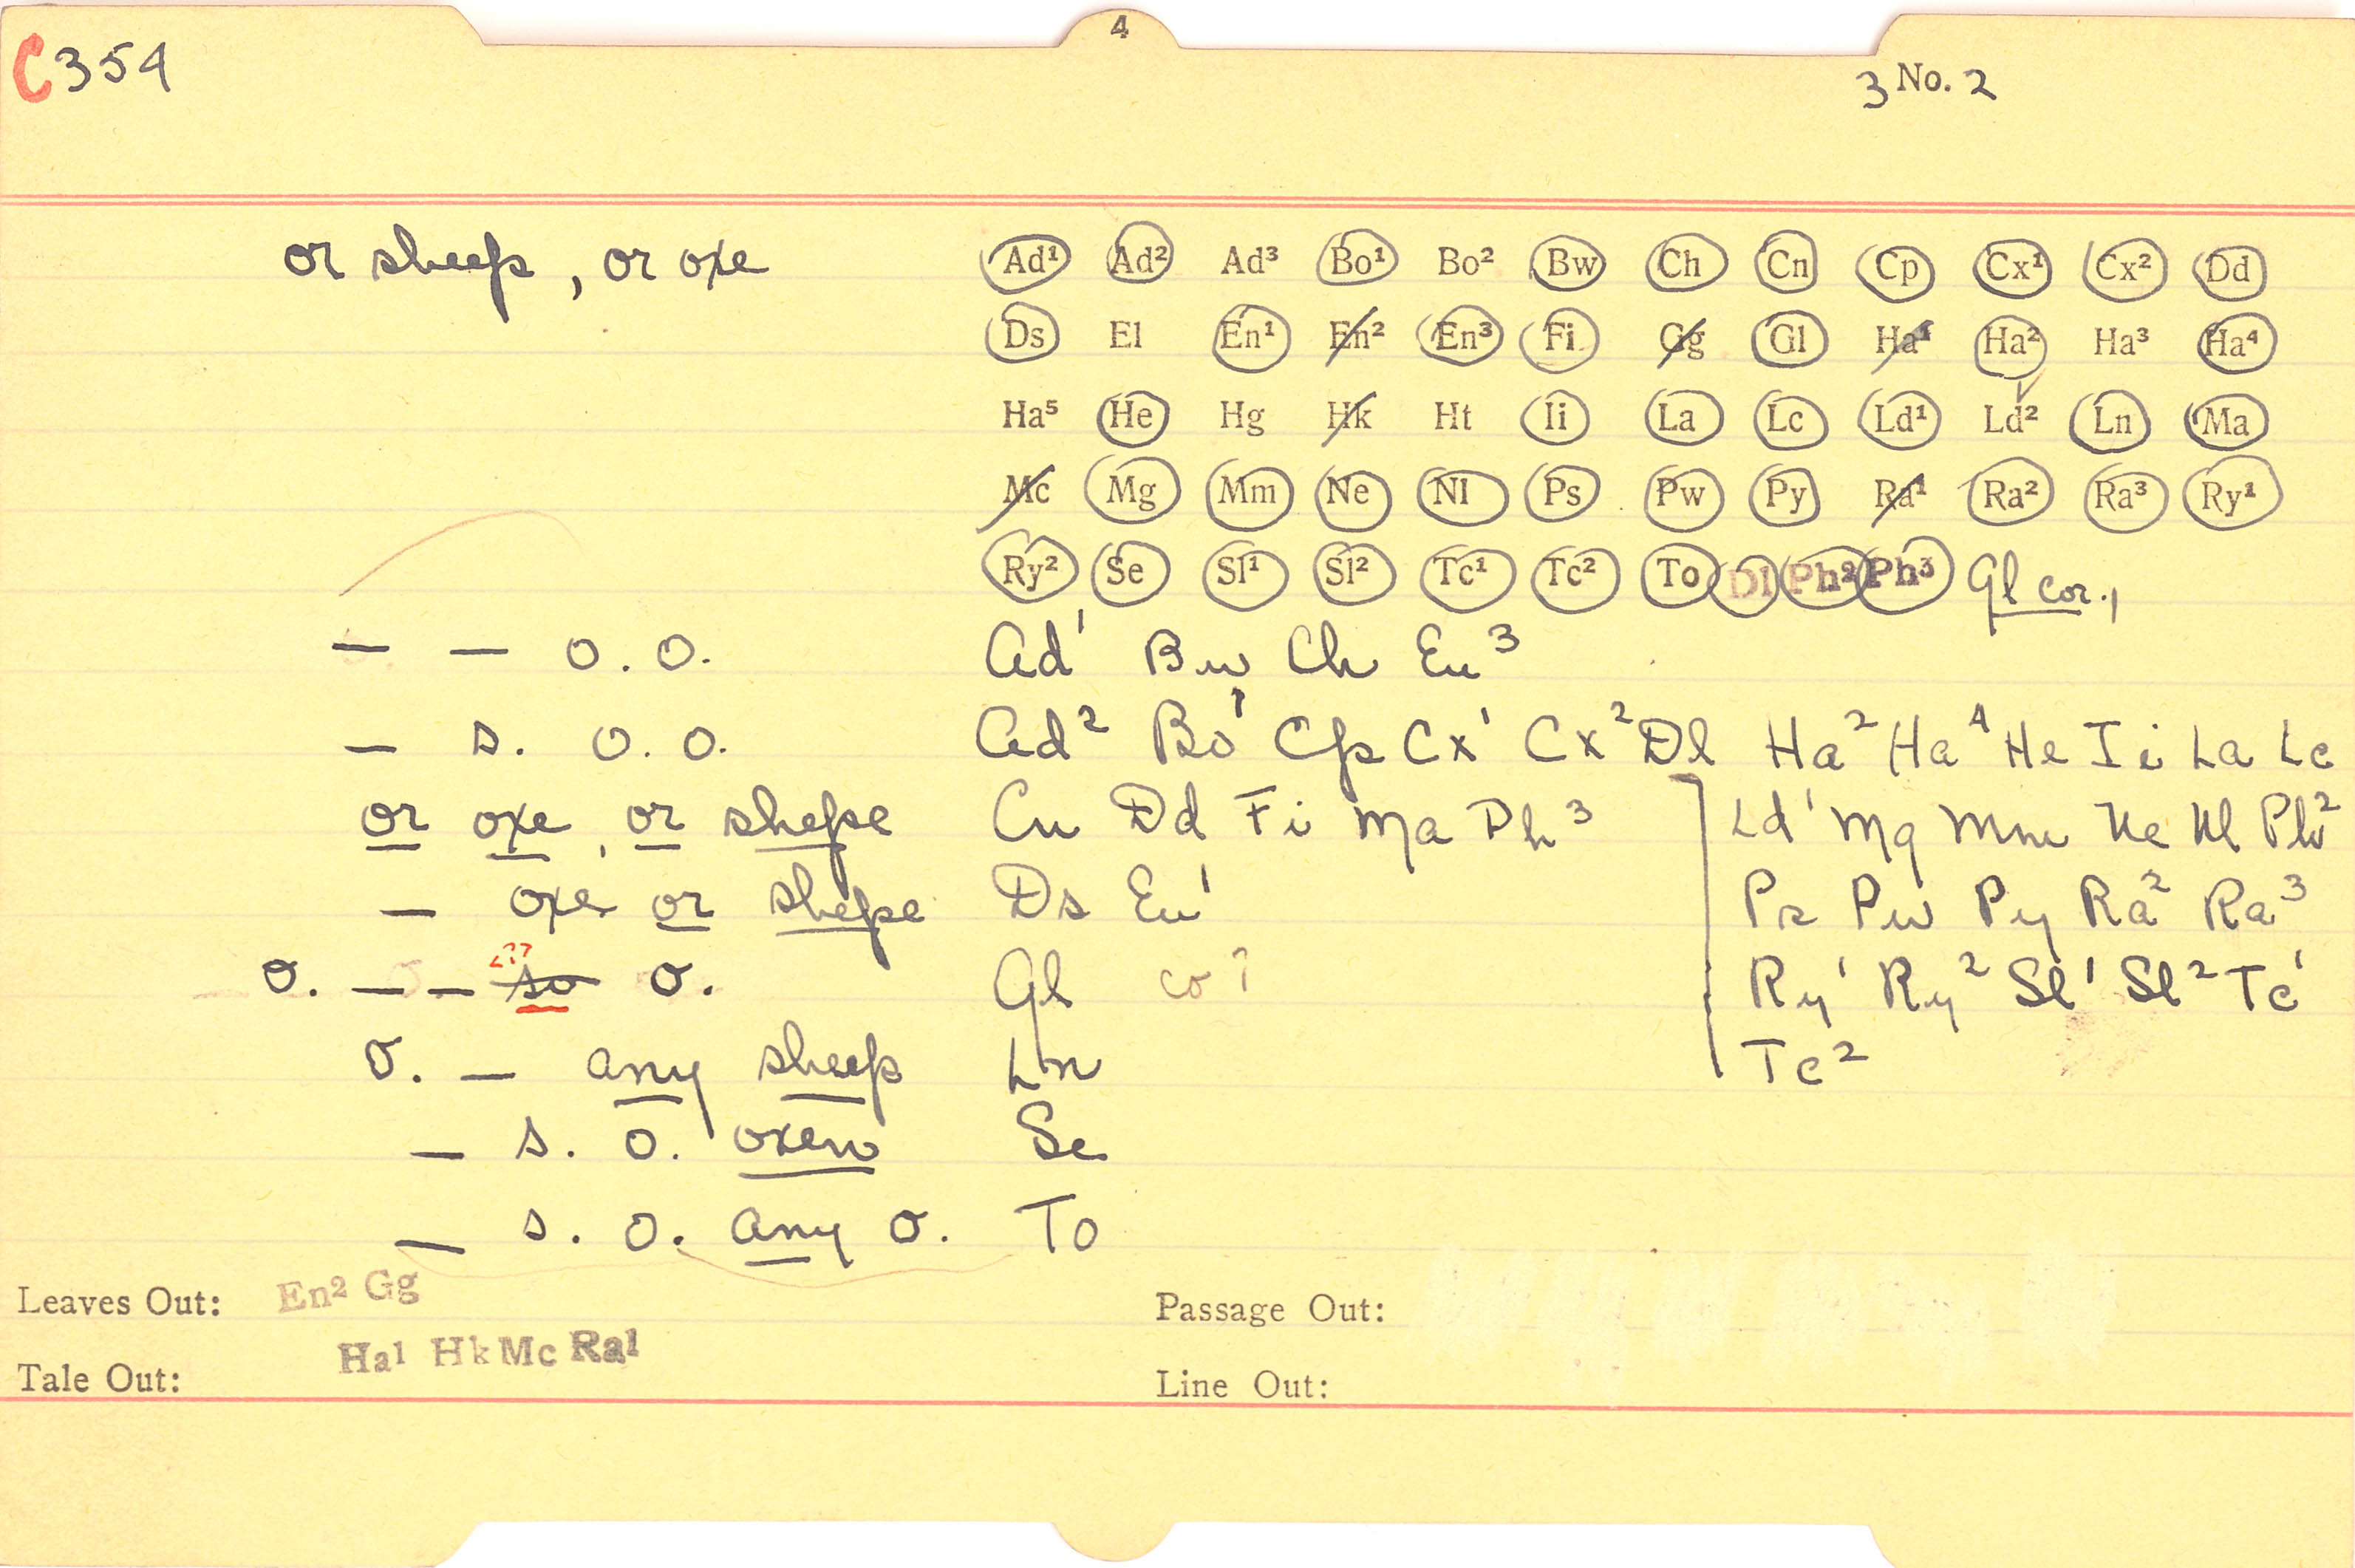 4
C354
3 No. 2
or sheep, or oxe
Ad¹ Ad² Ad³ Bo¹ Bo² Bw Ch Cn Cp Cx¹ Cx² Dd
Ds El En¹ En² En³ Fi Gg Gl Ha¹ Ha² Ha³ Ha⁴
Ha⁵ He Hg Hk Ht Ii La Lc Ld¹ Ld² Ln Ma
Mc Mg Mm Ne Nl Ps Pw Py Ra¹ Ra² Ra³ Ry¹
Ry² Se Sl¹ Sl² Tc¹ Tc² To Dl Ph² Ph³ Gl cor.,
— — o. o. Ad¹ Bw Ch En³
— s. o. o. Ad² Bo¹ Cp Cx¹ Cx² Dl Ha² Ha⁴ He Ii La Lc
or oxe, or shepe Cn Dd Fi Ma Ph³ Ld¹ Mg Mm Ne Nl Ph²
— oxe or shepe Ds En¹ Ps Pw Py Ra² Ra³
o. — — so o. Gl co? Ry¹ Ry² Sl¹ Sl² Tc¹
o. — any sheep Ln Tc²
— s. o. oxen Se
— s. o. any o. To
Leaves Out: En² Gg
Passage Out:
Ha¹ Hk Mc Ra¹
Tale Out:
Line Out: